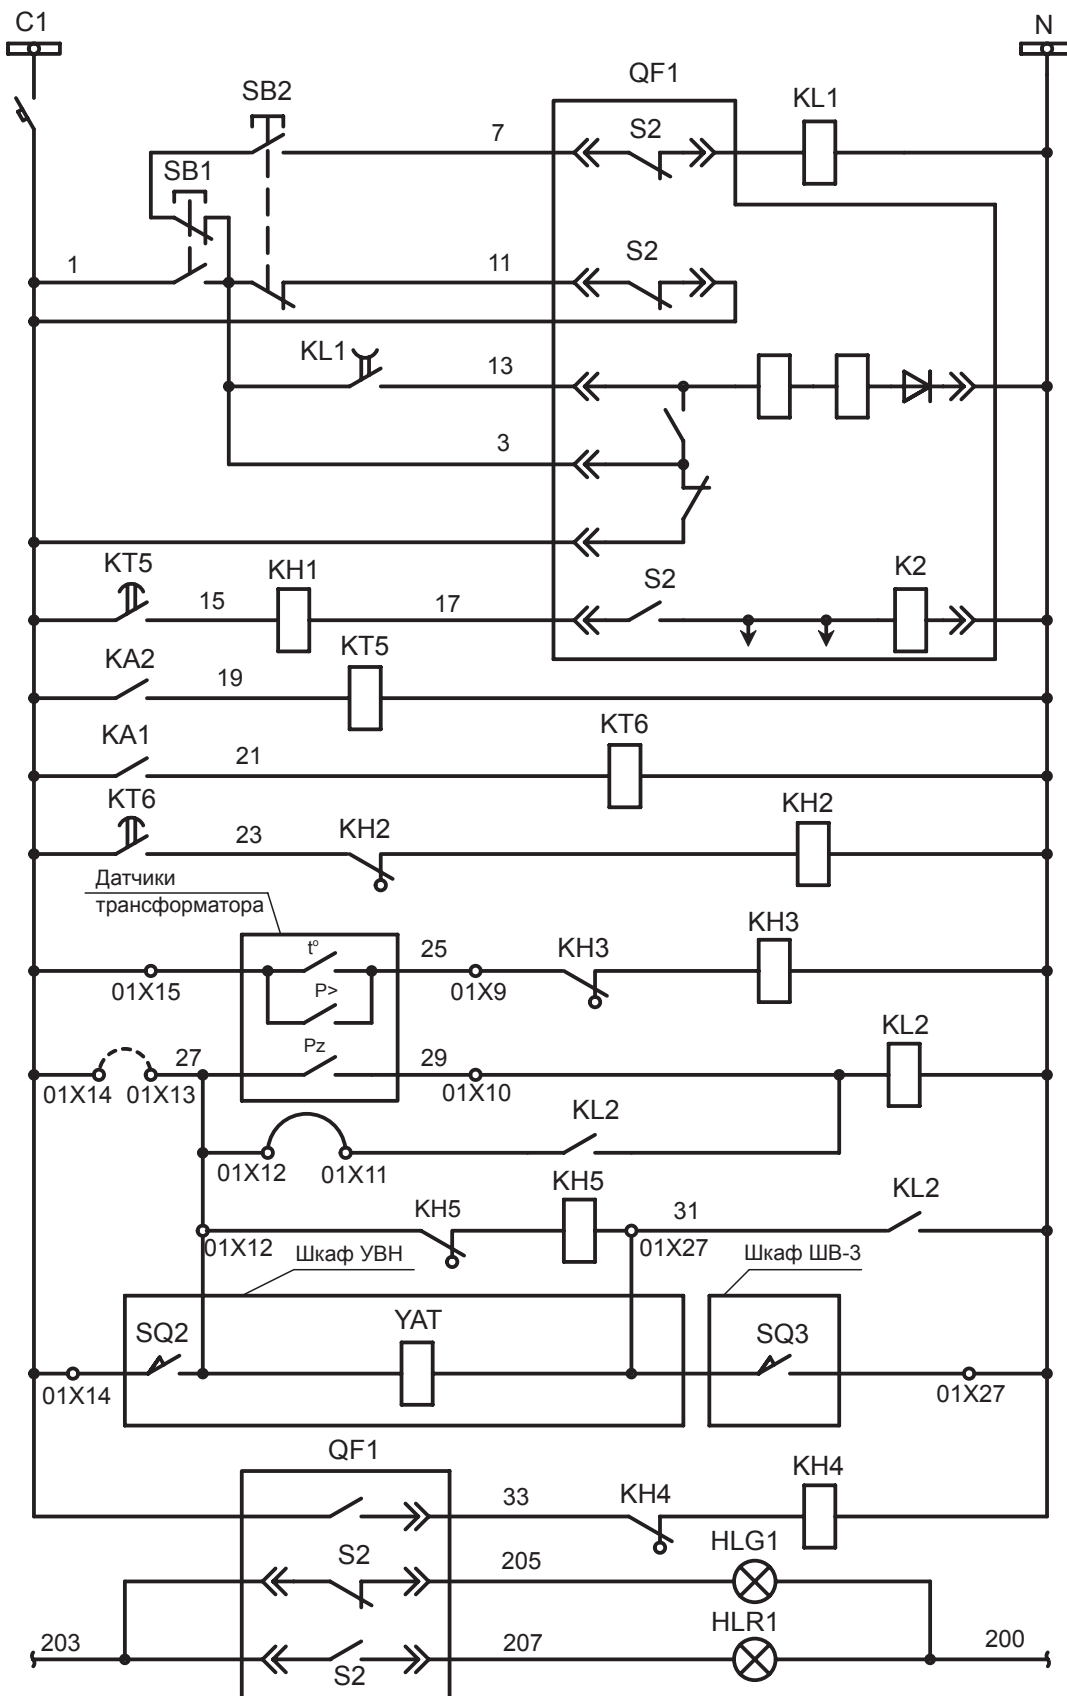 C1
N
QF1
SB2
KL1
7
S2
SB1
1
11
S2
KL1
13
3
KT5
KH1
S2
K2
15
17
KA2
KT5
19
KA1
KT6
21
KT6
KH2
KH2
23
Датчики
трансформатора
t°
25
KH3
KH3
01X15
P>
01X9
KL2
27
Pz
29
01X14
01X13
01X10
KL2
01X12
01X11
KH5
KH5
31
KL2
01X12
01X27
Шкаф УВН
Шкаф ШВ-3
SQ2
YAT
SQ3
01X14
01X27
QF1
33
KH4
KH4
S2
205
HLG1
HLR1
203
207
200
S2